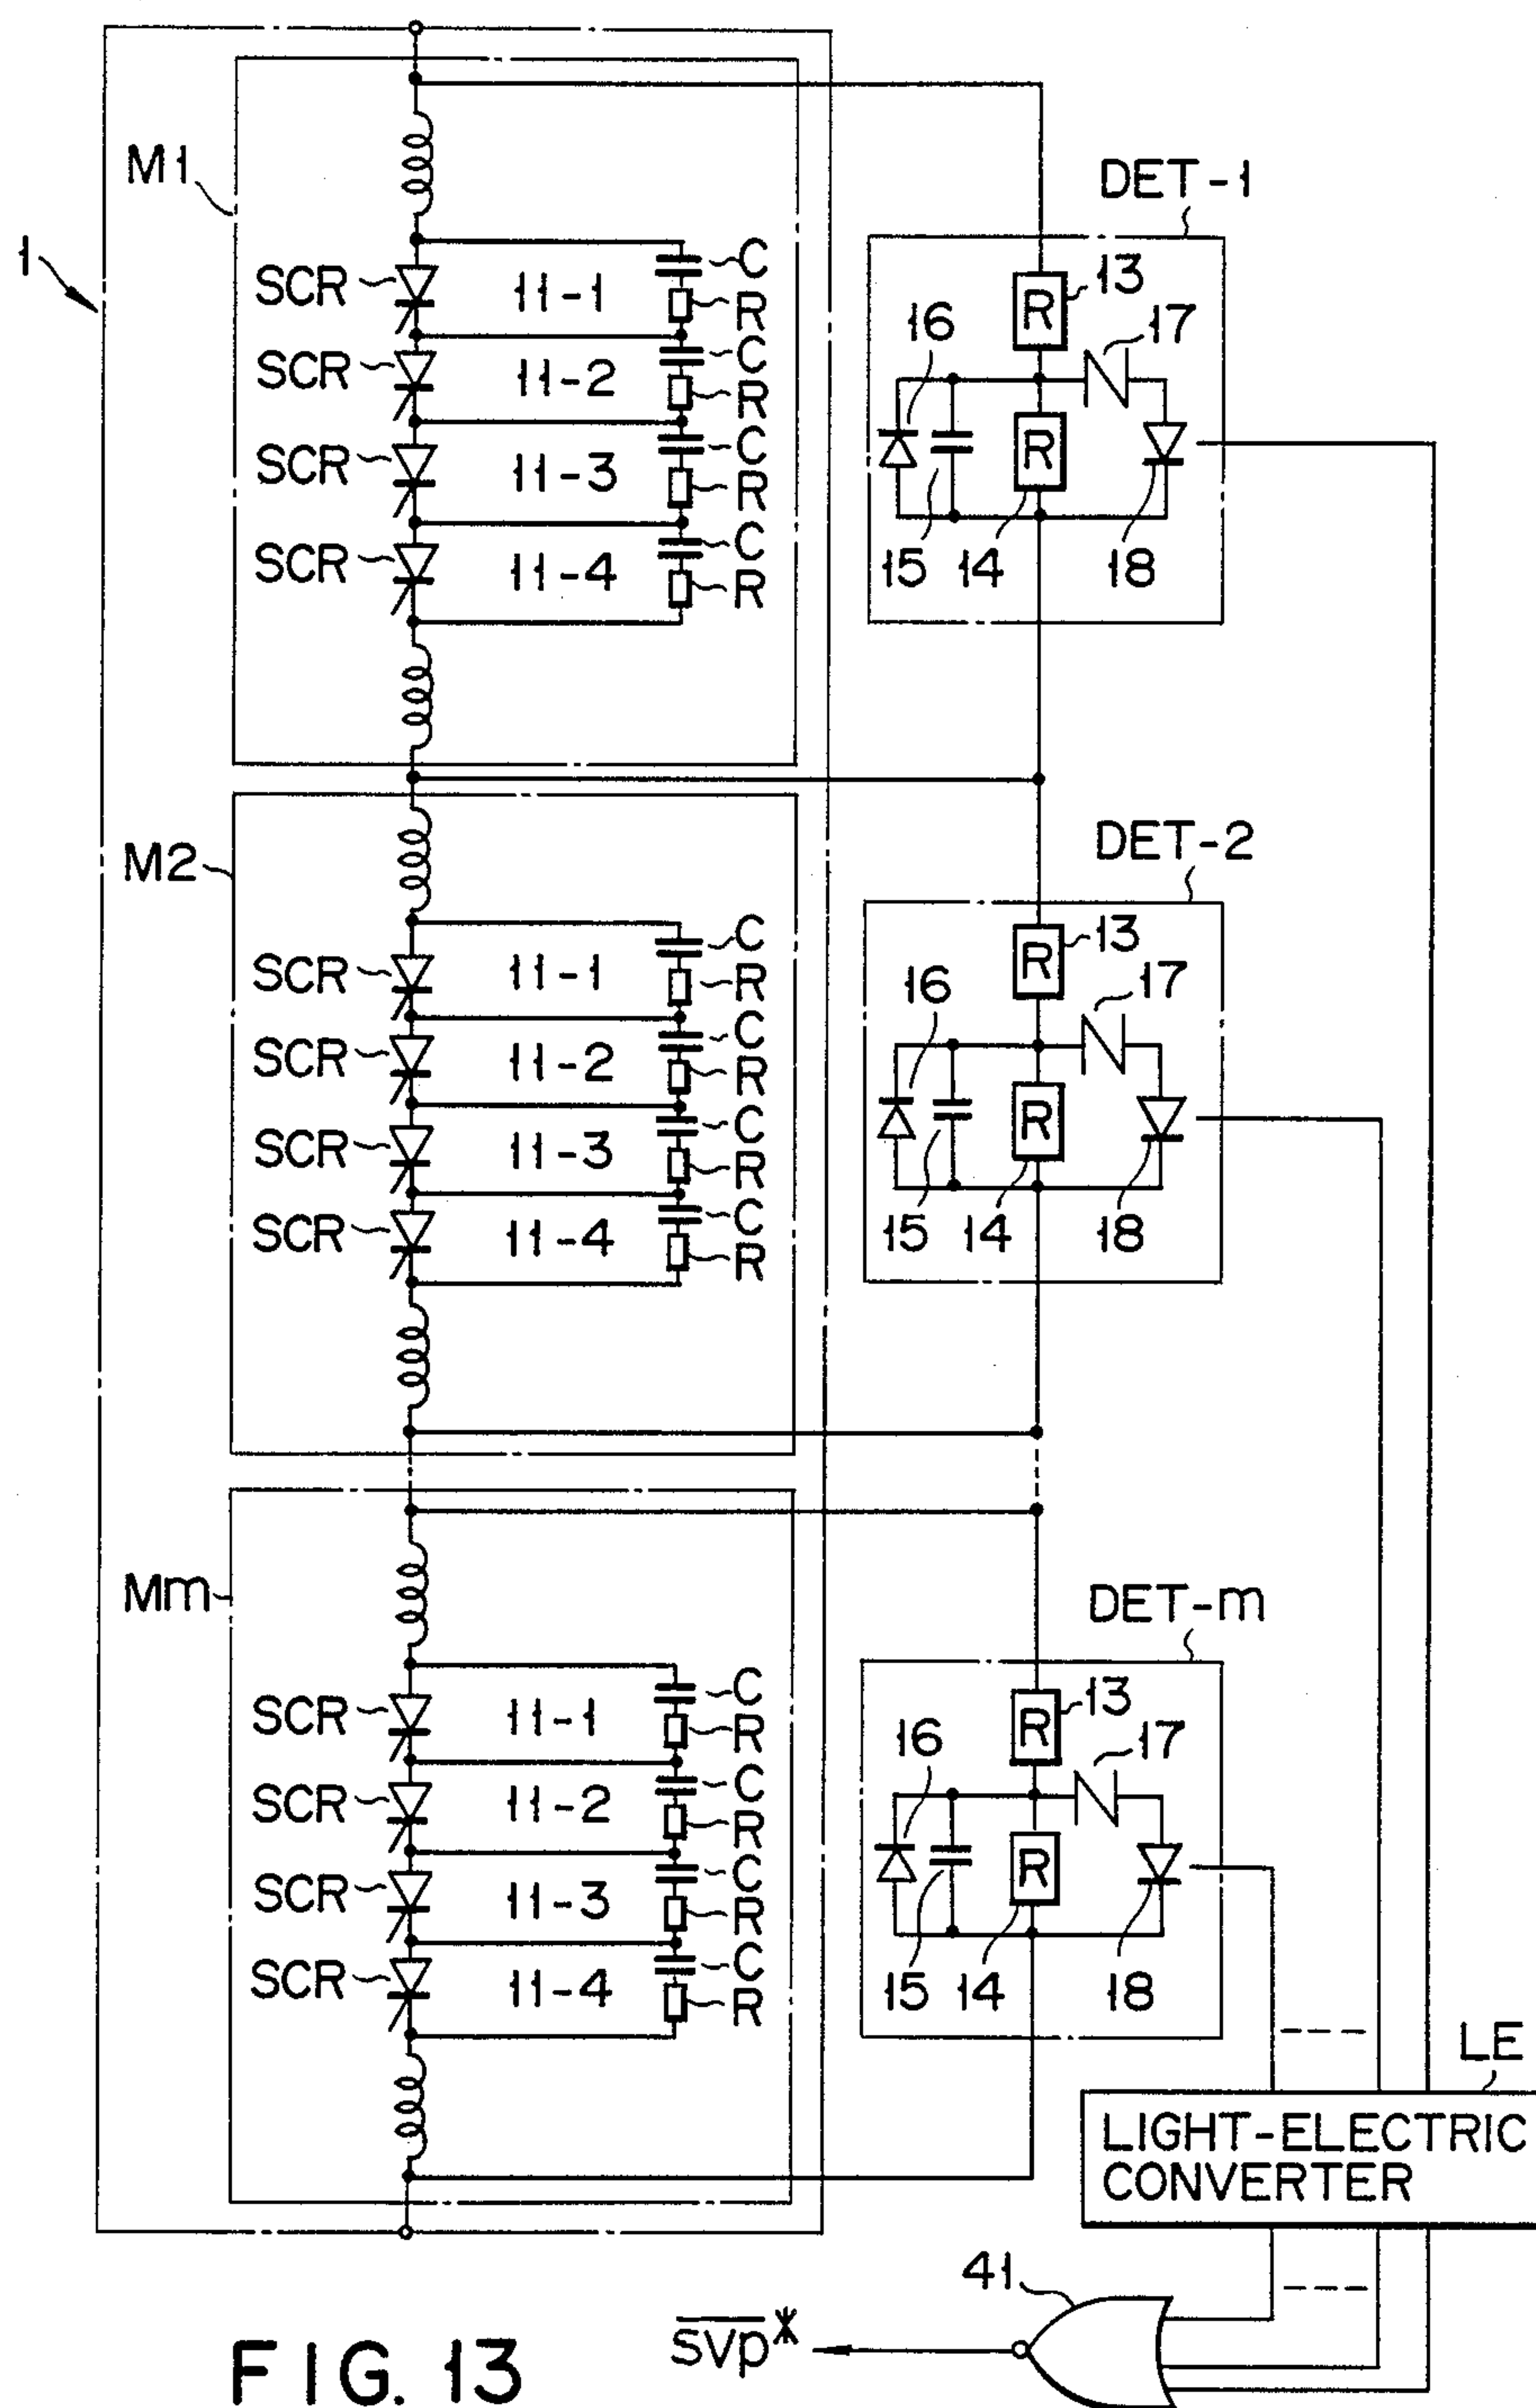 M1
DET-1
1
SCR 11-1 C R 13
16 17
SCR 11-2 C R R
SCR 11-3 C R R
SCR 11-4 C R
15 14 18
M2
DET-2
SCR 11-1 C R 13 R
16 17
SCR 11-2 C R
SCR 11-3 C R R
SCR 11-4 C R
15 14 18
Mm
DET-m
SCR 11-1 C R 13 R
16 17
SCR 11-2 C R
SCR 11-3 C R R
SCR 11-4 C R
15 14 18
LE
LIGHT-ELECTRIC
CONVERTER
41
S̅V̅p̅*
FIG. 13